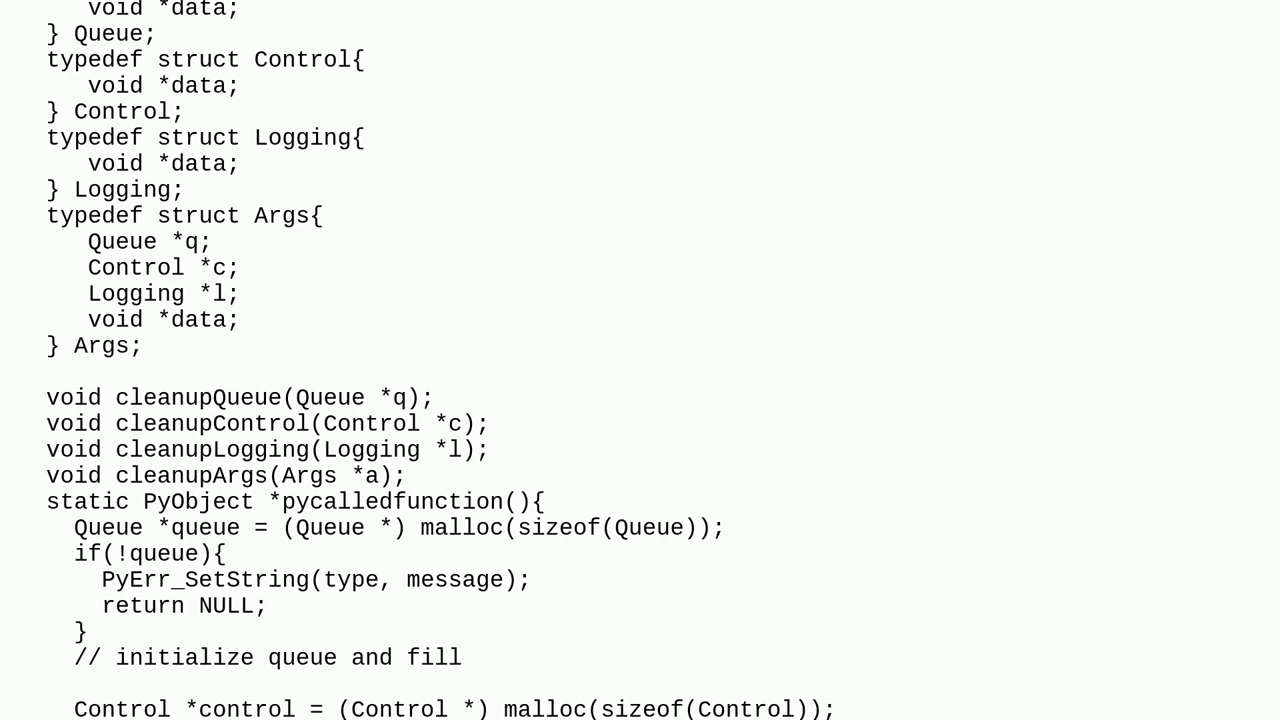 void *data;
} Queue;
typedef struct Control{
   void *data;
} Control;
typedef struct Logging{
   void *data;
} Logging;
typedef struct Args{
   Queue *q;
   Control *c;
   Logging *l;
   void *data;
} Args;

void cleanupQueue(Queue *q);
void cleanupControl(Control *c);
void cleanupLogging(Logging *l);
void cleanupArgs(Args *a);
static PyObject *pycalledfunction(){
  Queue *queue = (Queue *) malloc(sizeof(Queue));
  if(!queue){
    PyErr_SetString(type, message);
    return NULL;
  }
  // initialize queue and fill

  Control *control = (Control *) malloc(sizeof(Control));